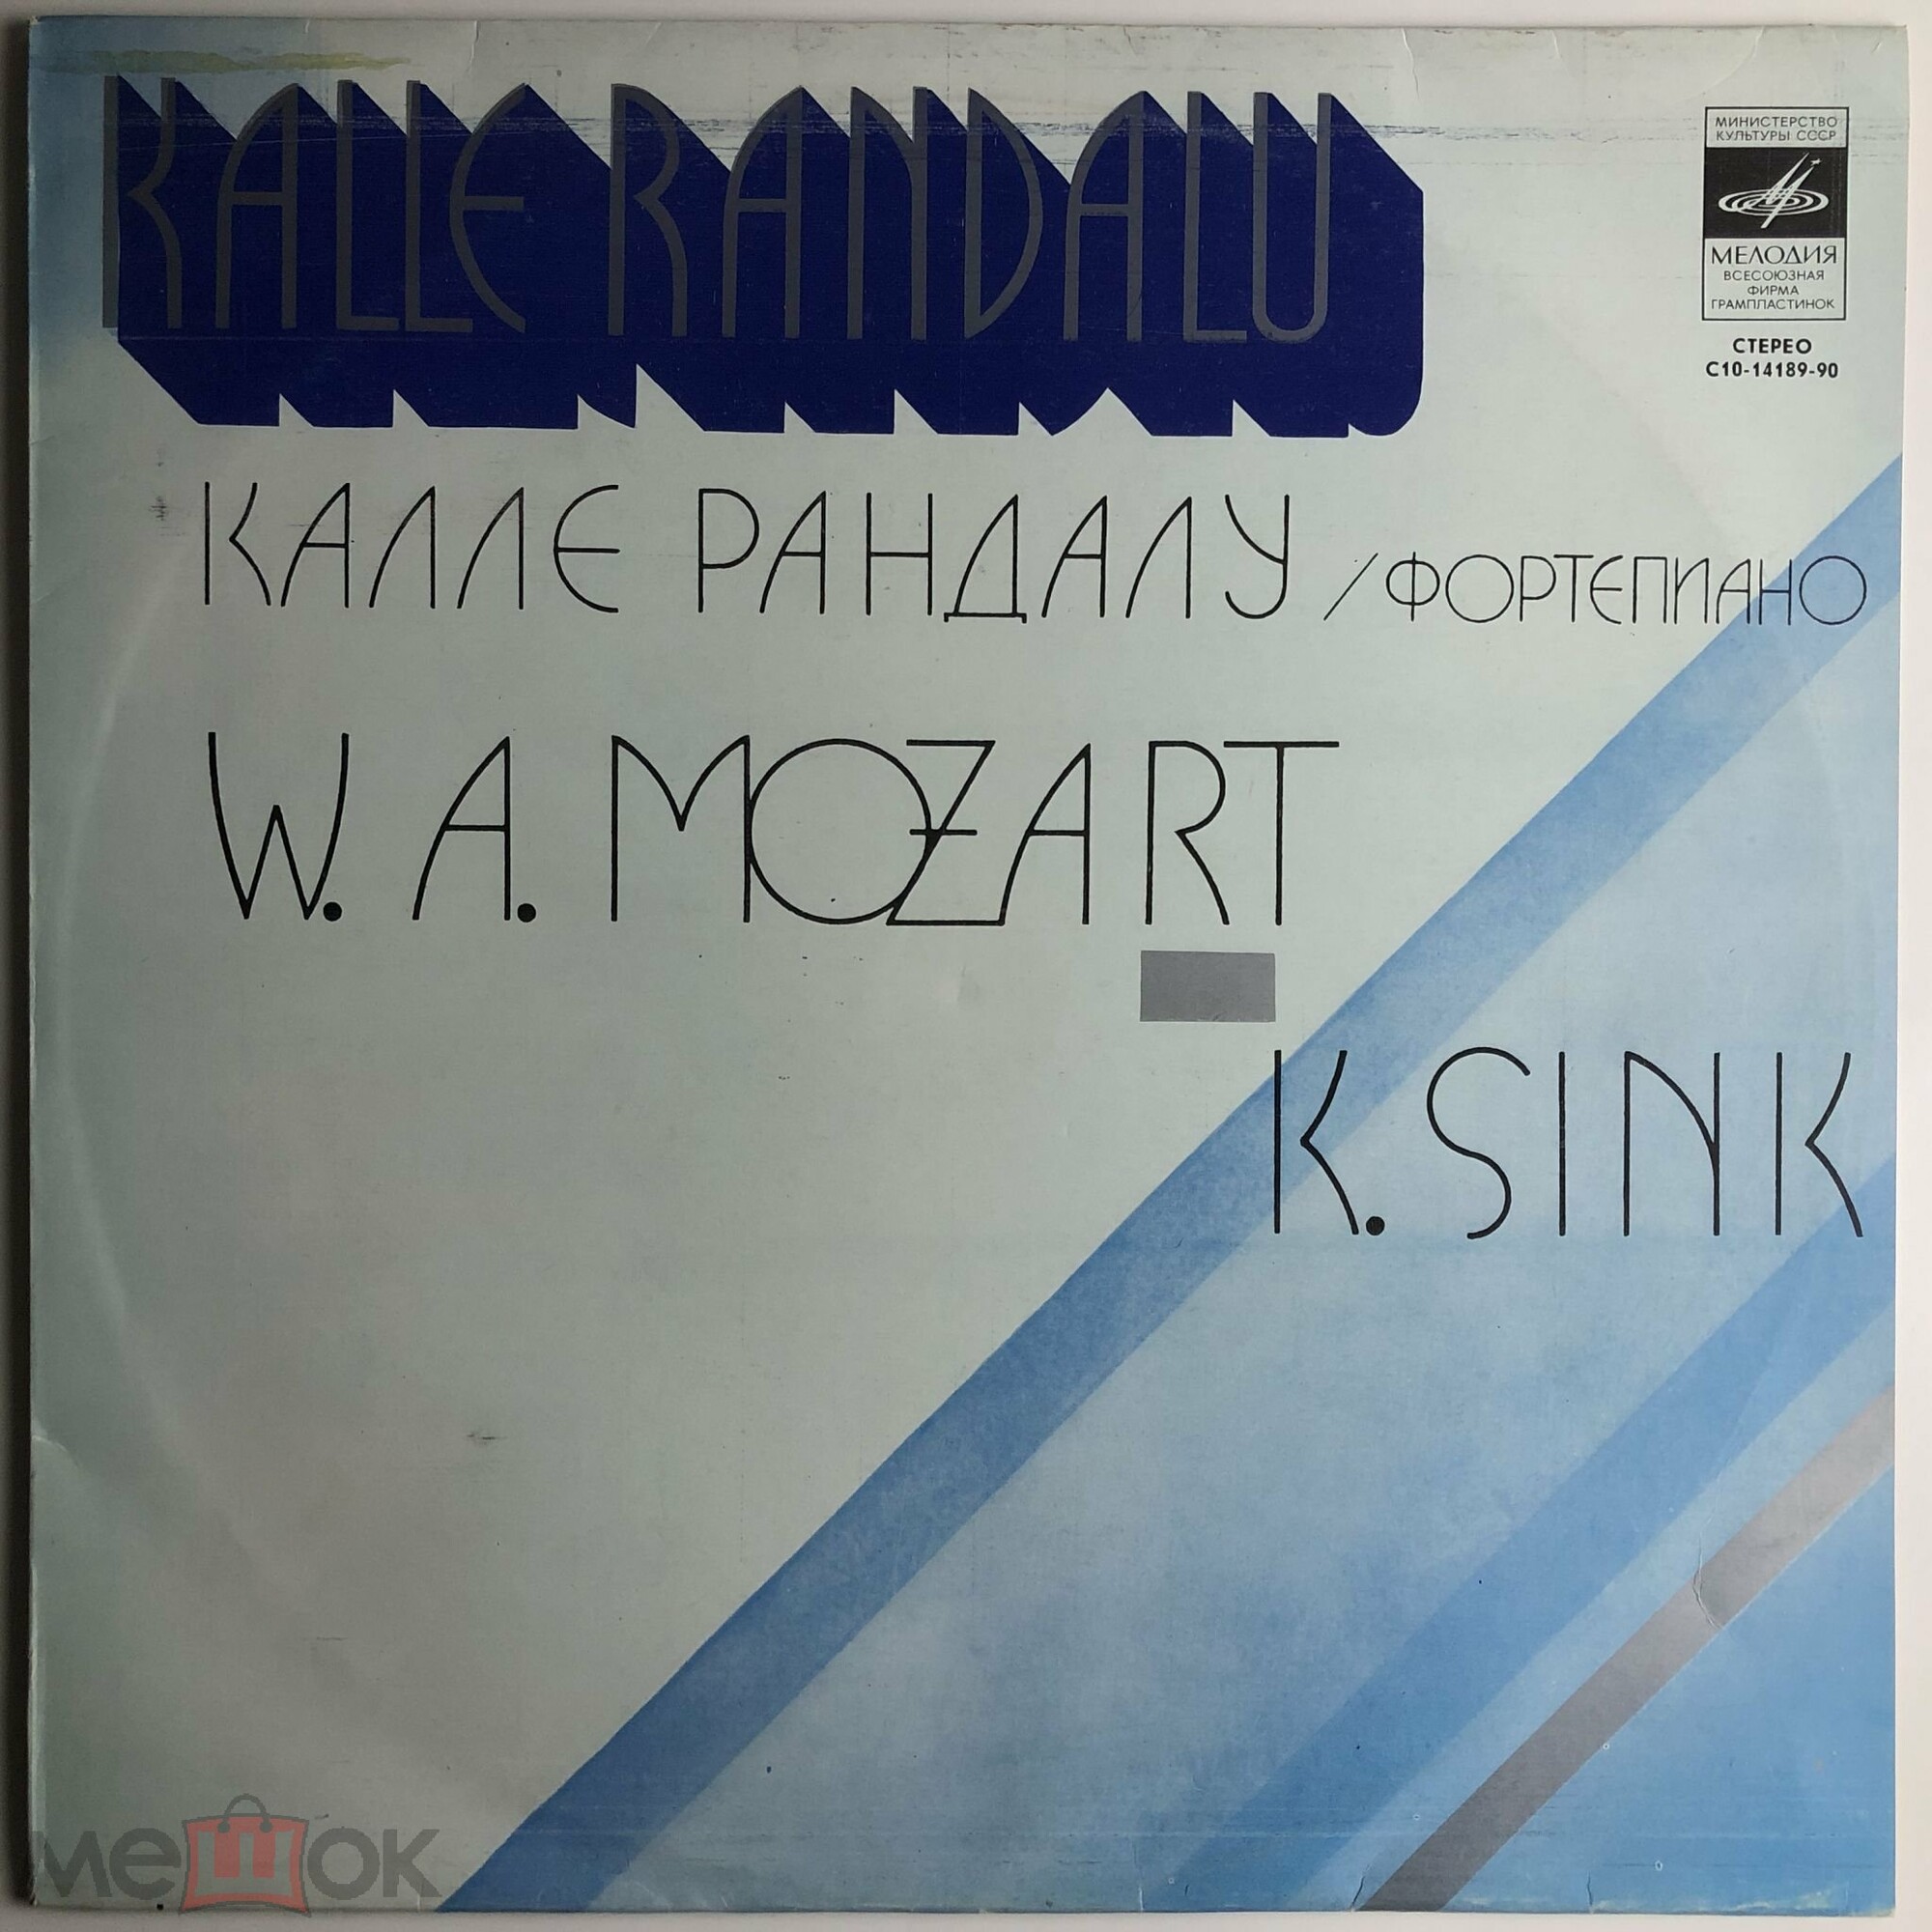 KALLE RANDALU
МИНИСТЕРСТВО
КУЛЬТУРЫ СССР
МЕЛОДИЯ
ВСЕСОЮЗНАЯ
ФИРМА
ГРАМПЛАСТИНОК
СТЕРЕО
С10-14189-90
КАЛЛЕ РАНДАЛУ / ФОРТЕПИАНО
W. A. MOZART
K. SINK
мешок